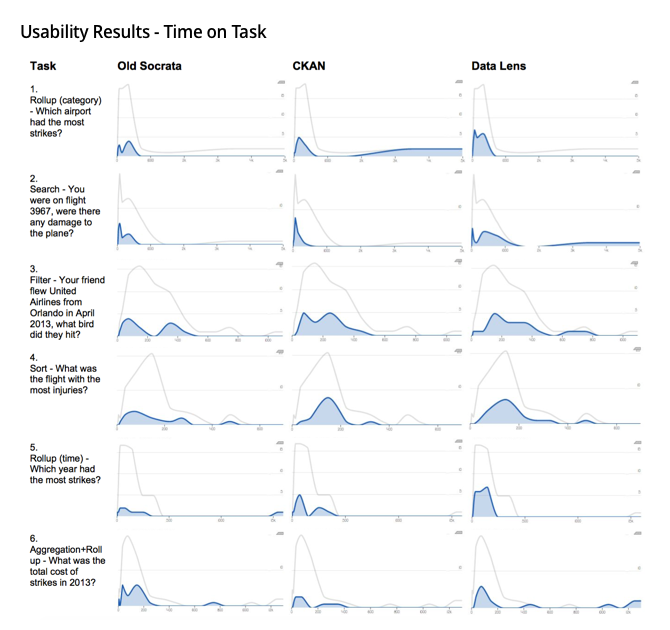 Usability Results - Time on Task
Task Old Socrata CKAN Data Lens
1.
Rollup (category)
- Which airport
had the most
strikes?
2.
Search - You
were on flight
3967, were there
any damage to
the plane?
3.
Filter - Your friend
flew United
Airlines from
Orlando in April
2013, what bird
did they hit?
4.
Sort - What was
the flight with the
most injuries?
5.
Rollup (time) -
Which year had
the most strikes?
6.
Aggregation+Roll
up - What was the
total cost of
strikes in 2013?